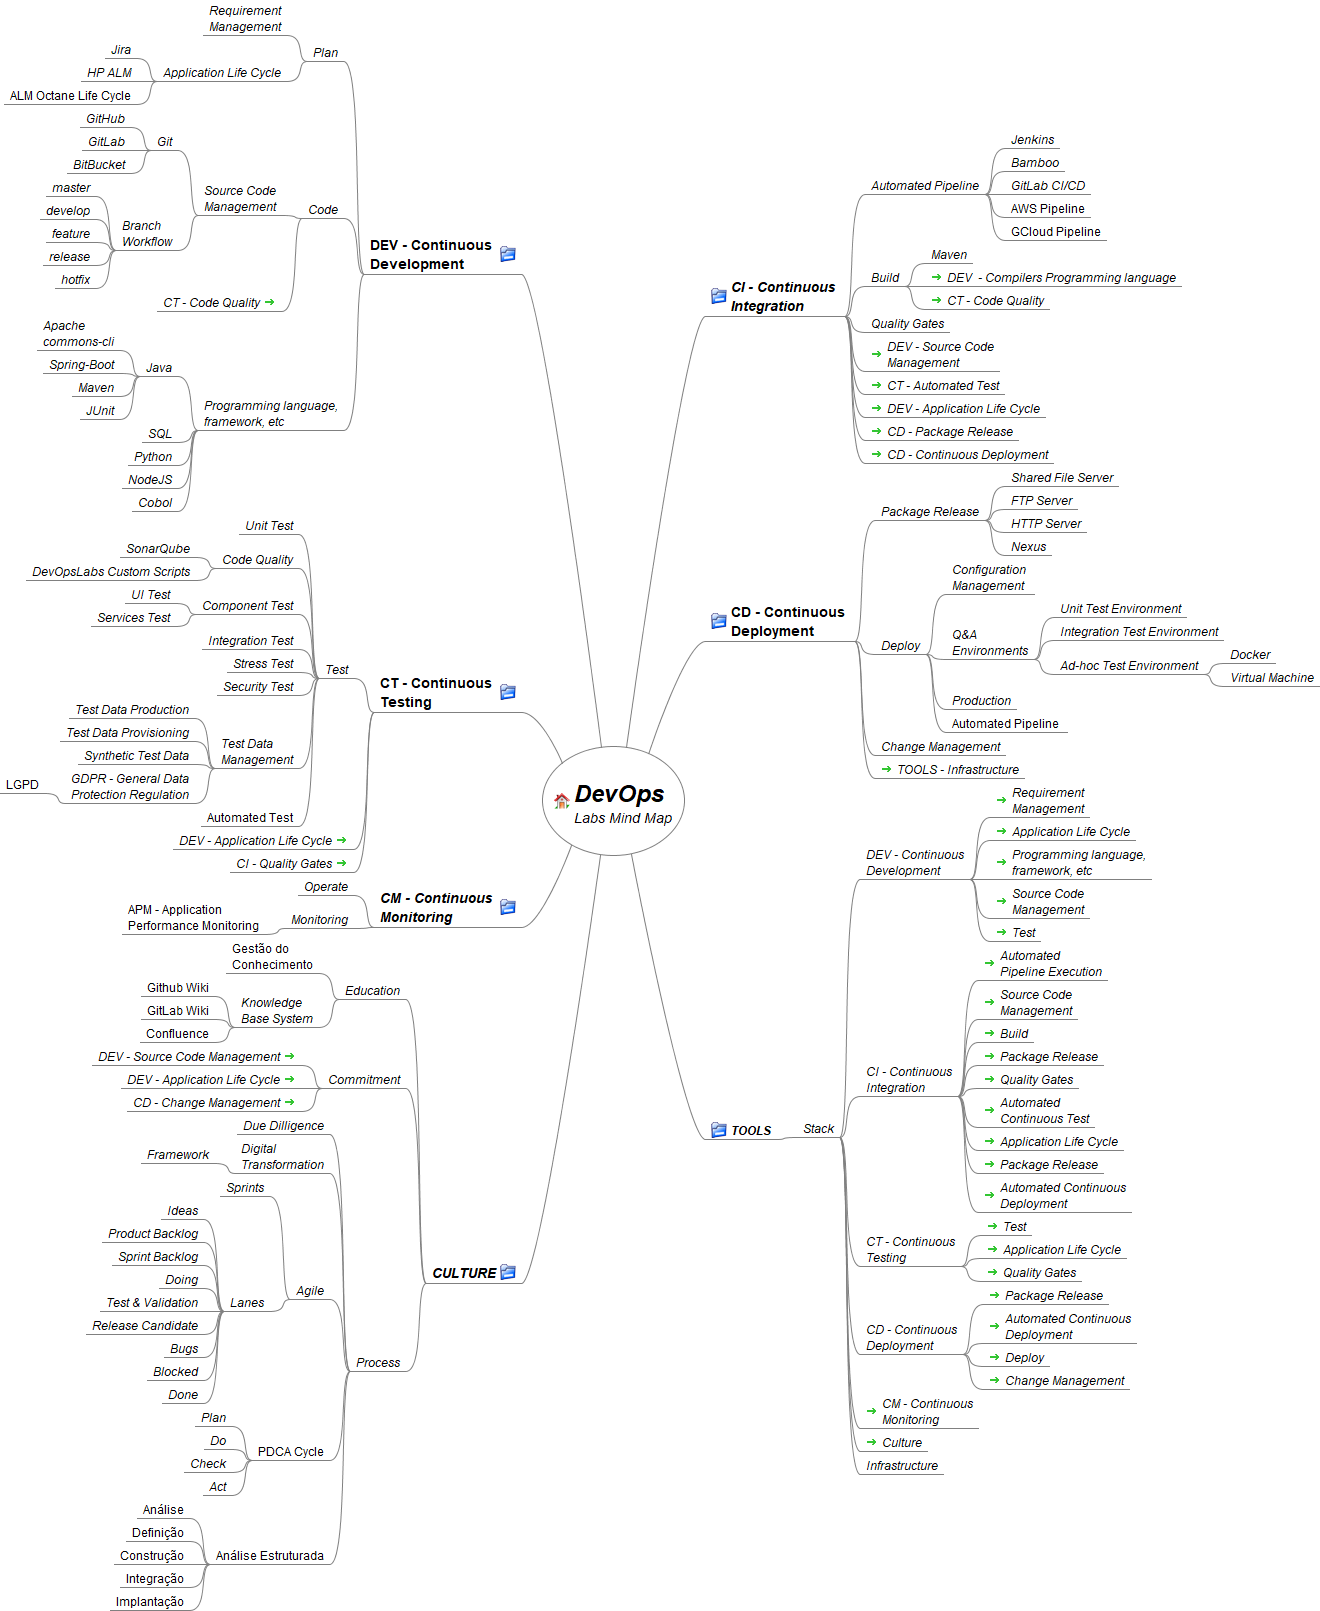 DevOps
Labs Mind Map
DEV - Continuous
Development
Plan
Requirement
Management
Application Life Cycle
Jira
HP ALM
ALM Octane Life Cycle
Code
Source Code
Management
Git
GitHub
GitLab
BitBucket
Branch
Workflow
master
develop
feature
release
hotfix
CT - Code Quality
Programming language,
framework, etc
Java
Apache
commons-cli
Spring-Boot
Maven
JUnit
SQL
Python
NodeJS
Cobol
CT - Continuous
Testing
Test
Unit Test
Code Quality
SonarQube
DevOpsLabs Custom Scripts
Component Test
UI Test
Services Test
Integration Test
Stress Test
Security Test
Test Data
Management
Test Data Production
Test Data Provisioning
Synthetic Test Data
GDPR - General Data
Protection Regulation
LGPD
Automated Test
DEV - Application Life Cycle
CI - Quality Gates
CM - Continuous
Monitoring
Operate
Monitoring
APM - Application
Performance Monitoring
CULTURE
Education
Gestão do
Conhecimento
Knowledge
Base System
Github Wiki
GitLab Wiki
Confluence
Commitment
DEV - Source Code Management
DEV - Application Life Cycle
CD - Change Management
Process
Due Dilligence
Digital
Transformation
Framework
Agile
Sprints
Lanes
Ideas
Product Backlog
Sprint Backlog
Doing
Test & Validation
Release Candidate
Bugs
Blocked
Done
PDCA Cycle
Plan
Do
Check
Act
Análise Estruturada
Análise
Definição
Construção
Integração
Implantação
CI - Continuous
Integration
Automated Pipeline
Jenkins
Bamboo
GitLab CI/CD
AWS Pipeline
GCloud Pipeline
Build
Maven
DEV - Compilers Programming language
CT - Code Quality
Quality Gates
DEV - Source Code
Management
CT - Automated Test
DEV - Application Life Cycle
CD - Package Release
CD - Continuous Deployment
CD - Continuous
Deployment
Package Release
Shared File Server
FTP Server
HTTP Server
Nexus
Deploy
Configuration
Management
Q&A
Environments
Unit Test Environment
Integration Test Environment
Ad-hoc Test Environment
Docker
Virtual Machine
Production
Automated Pipeline
Change Management
TOOLS - Infrastructure
TOOLS
Stack
DEV - Continuous
Development
Requirement
Management
Application Life Cycle
Programming language,
framework, etc
Source Code
Management
Test
CI - Continuous
Integration
Automated
Pipeline Execution
Source Code
Management
Build
Package Release
Quality Gates
Automated
Continuous Test
Application Life Cycle
Package Release
Automated Continuous
Deployment
CT - Continuous
Testing
Test
Application Life Cycle
Quality Gates
CD - Continuous
Deployment
Package Release
Automated Continuous
Deployment
Deploy
Change Management
CM - Continuous
Monitoring
Culture
Infrastructure